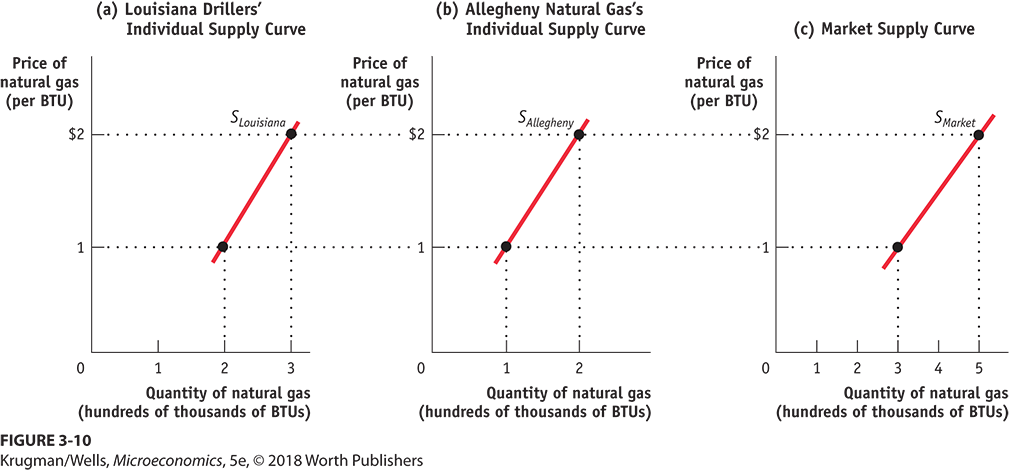 (a) Louisiana Drillers’
Individual Supply Curve
Price of
natural gas
(per BTU)
$2
1
0
S Louisiana
1 2 3
Quantity of natural gas
(hundreds of thousands of BTUs)
(b) Allegheny Natural Gas’s
Individual Supply Curve
Price of
natural gas
(per BTU)
$2
1
0
S Allegheny
1 2
Quantity of natural gas
(hundreds of thousands of BTUs)
(c) Market Supply Curve
Price of
natural gas
(per BTU)
$2
1
0
S Market
1 2 3 4 5
Quantity of natural gas
(hundreds of thousands of BTUs)
FIGURE 3-10
Krugman/Wells, Microeconomics, 5e, © 2018 Worth Publishers